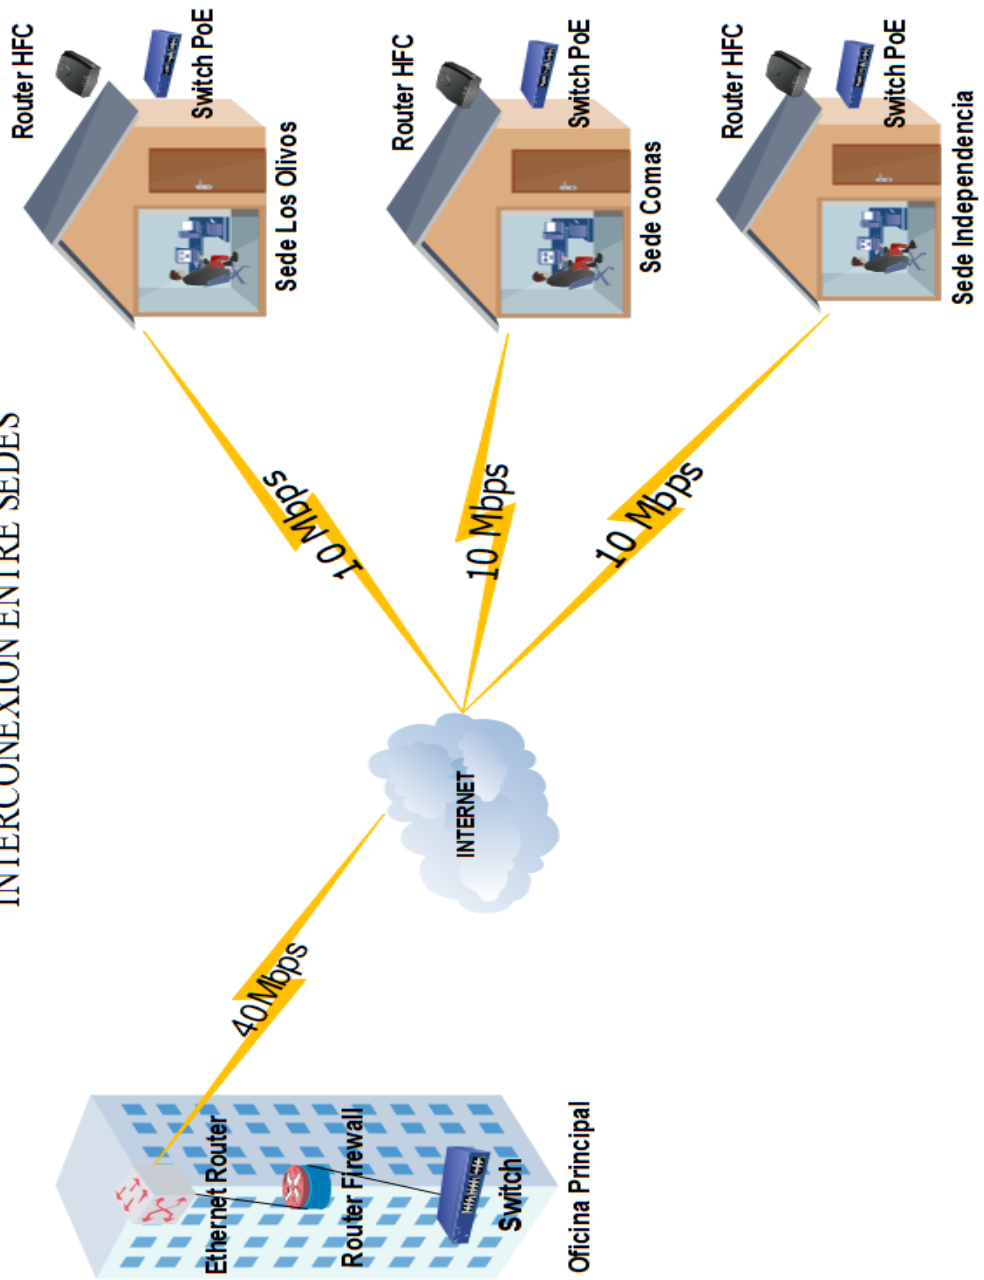 INTERCONEXION ENTRE SEDES
Ethernet Router
Router Firewall
Switch
Oficina Principal
40Mbps
INTERNET
10 Mbps
10 Mbps
10 Mbps
Router HFC
Switch PoE
Sede Los Olivos
Router HFC
Switch PoE
Sede Comas
Router HFC
Switch PoE
Sede Independencia